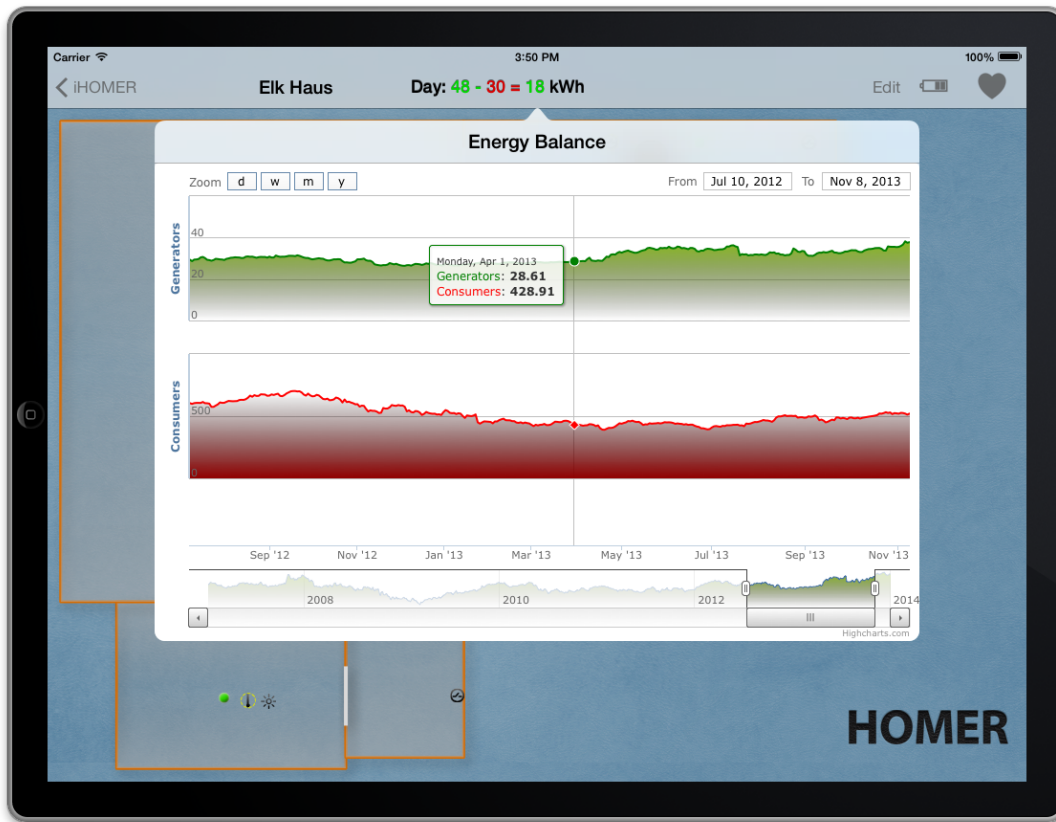 Carrier 3:50 PM 100%
iHOMER Elk Haus Day: 48 - 30 = 18 kWh Edit
Energy Balance
Zoom d w m y From Jul 10, 2012 To Nov 8, 2013
Generators
40
20
0
Monday, Apr 1, 2013
Generators: 28.61
Consumers: 428.91
Consumers
500
0
Sep '12 Nov '12 Jan '13 Mar '13 May '13 Jul '13 Sep '13 Nov '13
2008 2010 2012 2014
Highcharts.com
HOMER